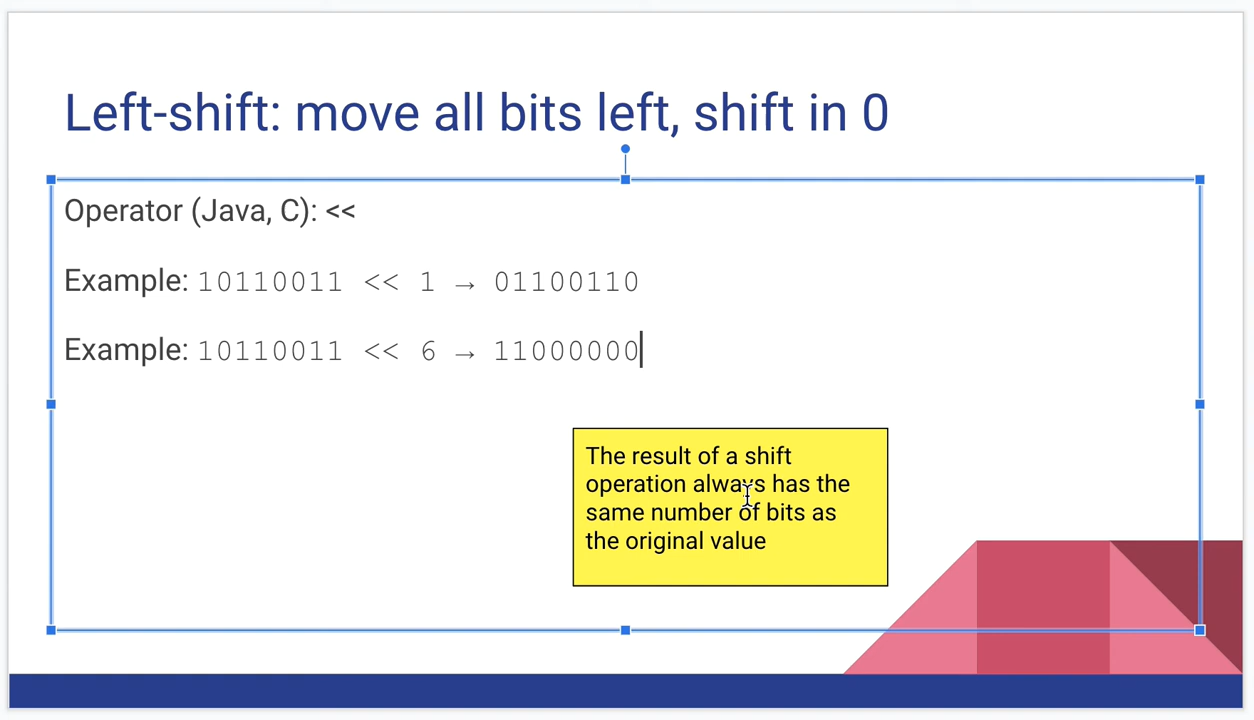 Left-shift: move all bits left, shift in 0
Operator (Java, C): <<
Example: 10110011 << 1 → 01100110
Example: 10110011 << 6 → 11000000
The result of a shift
operation always has the
same number of bits as
the original value